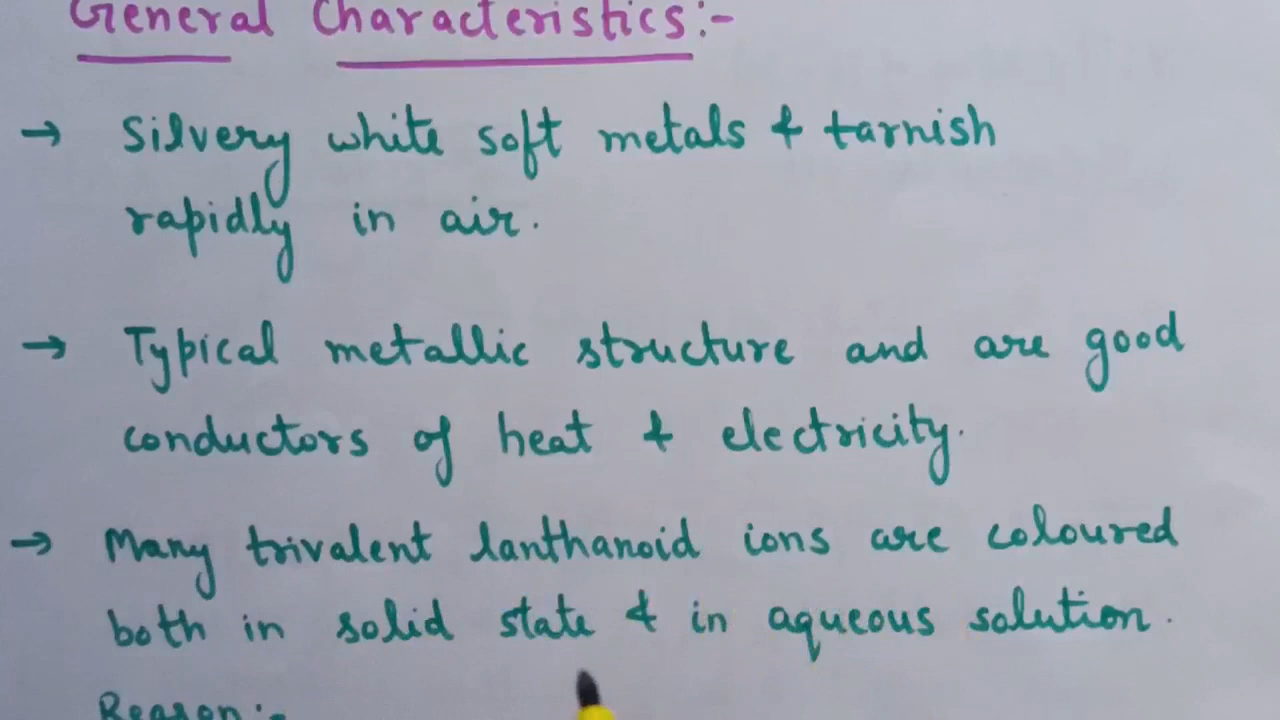 General Characteristics:-
→ Silvery white soft metals & tarnish
rapidly in air.
→ Typical metallic structure and are good
conductors of heat & electricity.
→ Many trivalent lanthanoid ions are coloured
both in solid state & in aqueous solution.
Reason:-